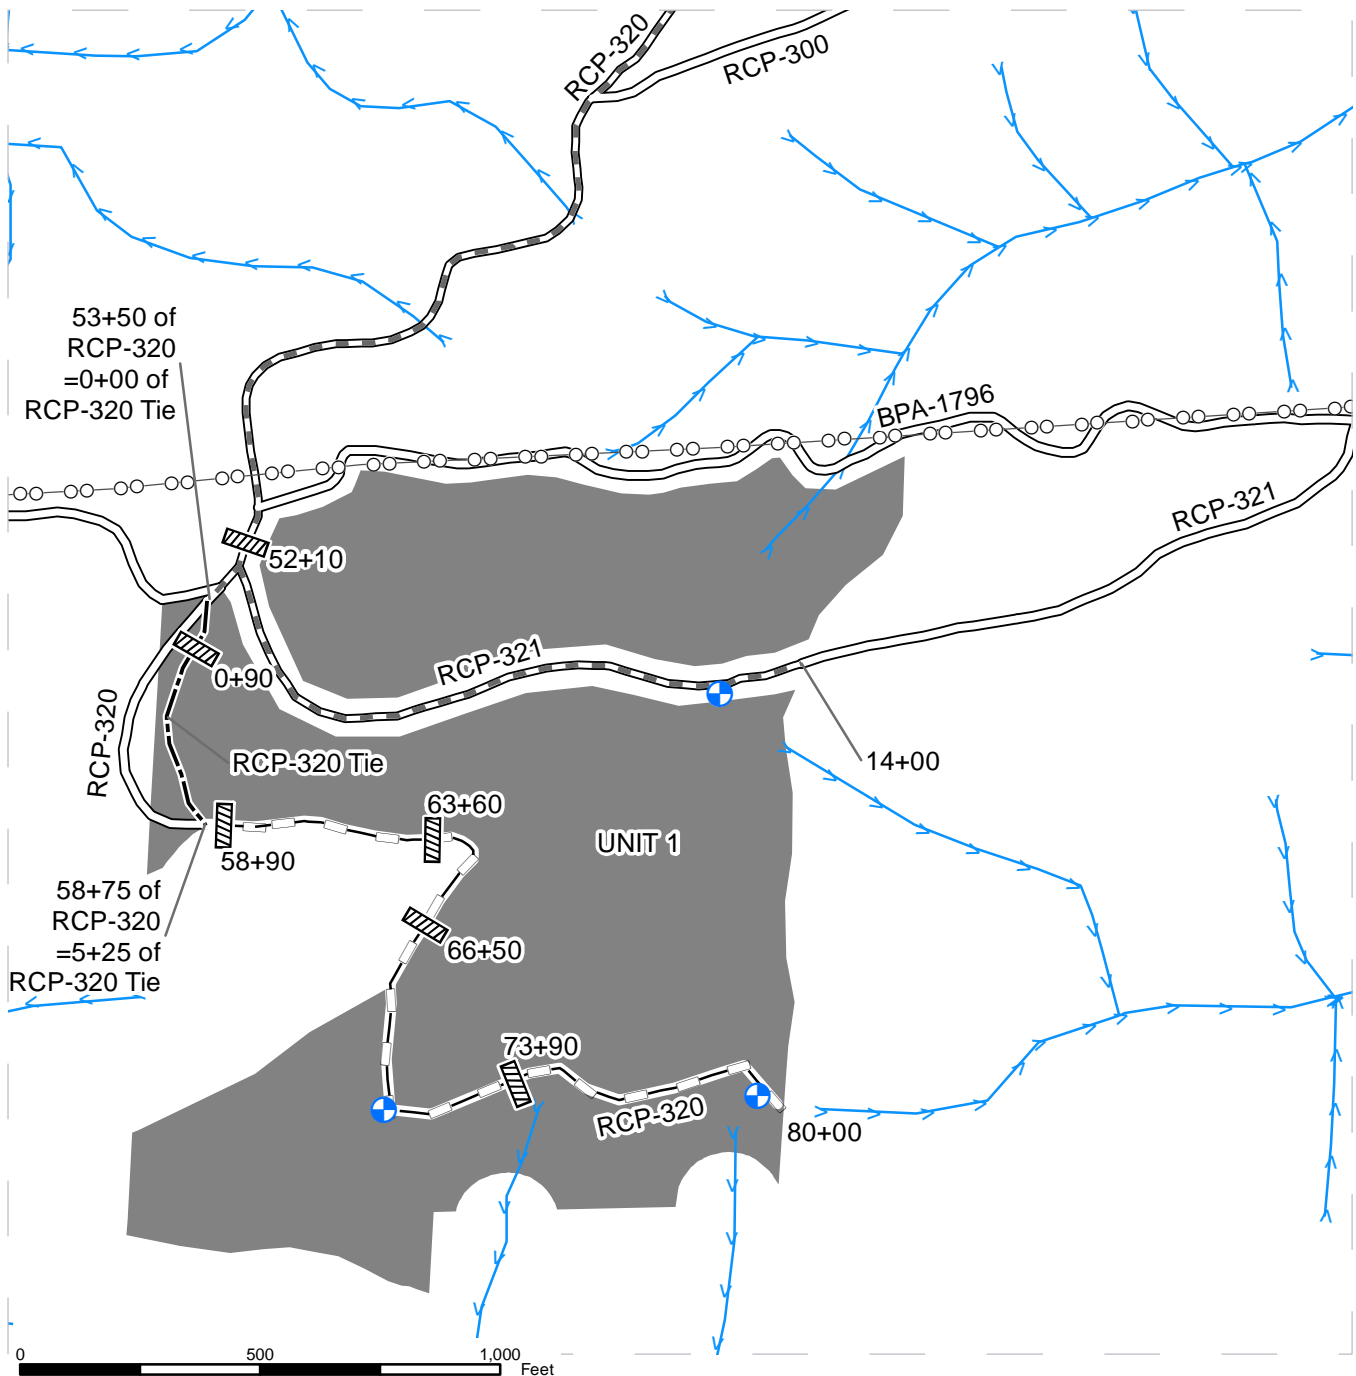 RCP-320
RCP-300
53+50 of
RCP-320
=0+00 of
RCP-320 Tie
BPA-1796
RCP-321
52+10
RCP-321
0+90
RCP-320
RCP-320 Tie
14+00
63+60
UNIT 1
58+90
58+75 of
RCP-320
=5+25 of
RCP-320 Tie
66+50
73+90
RCP-320
80+00
0 500 1,000
Feet